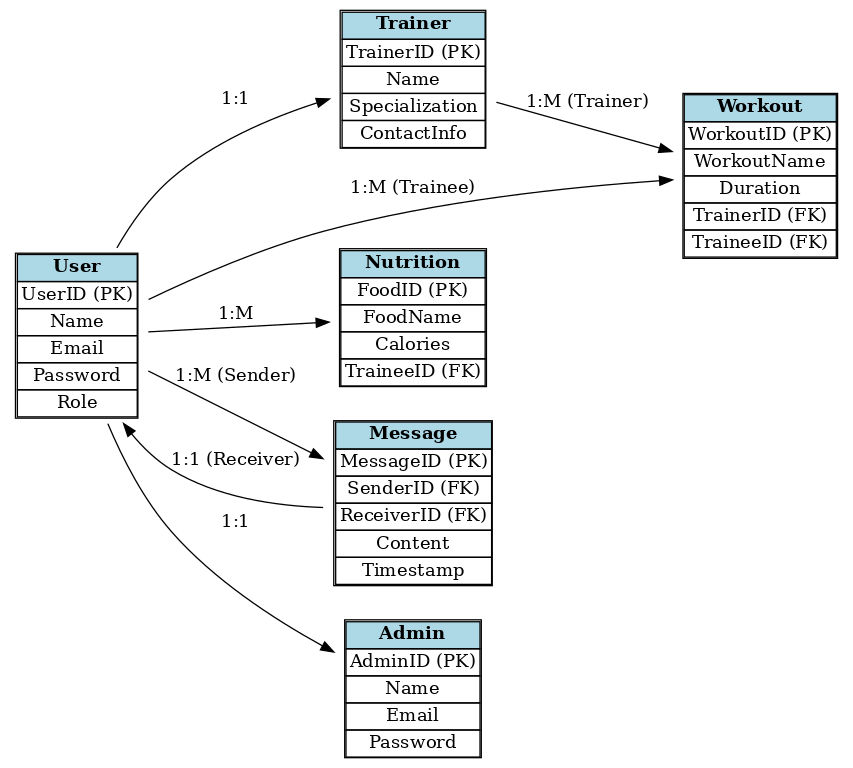 Trainer
TrainerID (PK)
Name
Specialization
ContactInfo
1:1
1:M (Trainer)
Workout
WorkoutID (PK)
WorkoutName
Duration
TrainerID (FK)
TraineeID (FK)
1:M (Trainee)
User
UserID (PK)
Name
Email
Password
Role
Nutrition
FoodID (PK)
FoodName
Calories
TraineeID (FK)
1:M
1:M (Sender)
Message
MessageID (PK)
SenderID (FK)
ReceiverID (FK)
Content
Timestamp
1:1 (Receiver)
1:1
Admin
AdminID (PK)
Name
Email
Password